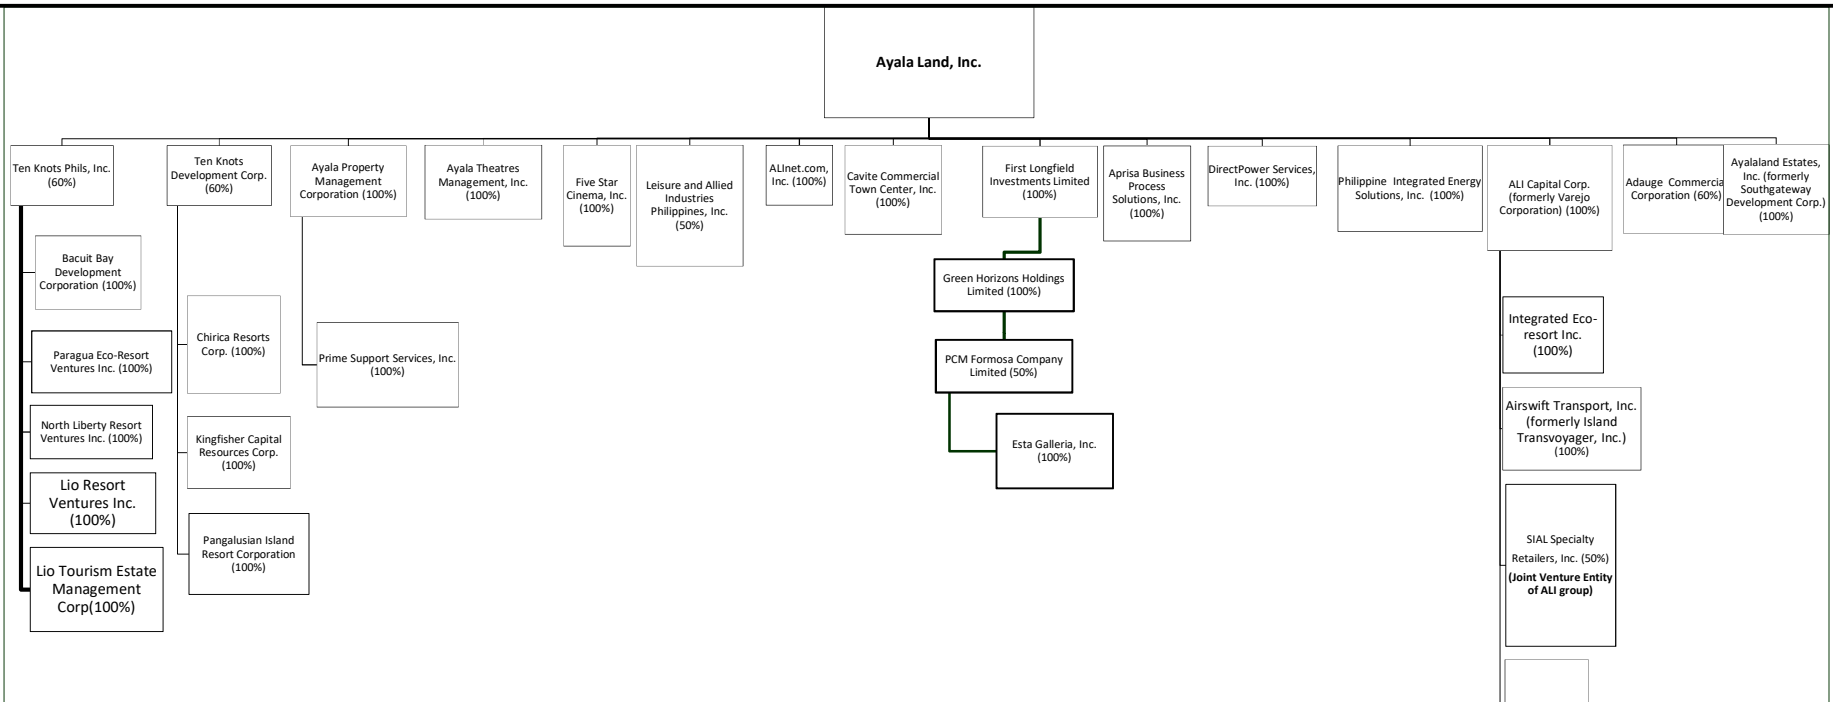 Ayala Land, Inc.
Ten Knots Phils, Inc.
(60%)
Ten Knots
Development Corp.
(60%)
Ayala Property
Management
Corporation (100%)
Ayala Theatres
Management, Inc.
(100%)
Five Star
Cinema, Inc.
(100%)
Leisure and Allied
Industries
Philippines, Inc.
(50%)
ALInet.com,
Inc. (100%)
Cavite Commercial
Town Center, Inc.
(100%)
First Longfield
Investments Limited
(100%)
Aprisa Business
Process
Solutions, Inc.
(100%)
DirectPower Services,
Inc. (100%)
Philippine Integrated Energy
Solutions, Inc. (100%)
ALI Capital Corp.
(formerly Varejo
Corporation) (100%)
Adauge Commercia
Corporation (60%)
Ayalaland Estates,
Inc. (formerly
Southgateway
Development Corp.)
(100%)
Bacuit Bay
Development
Corporation (100%)
Paragua Eco-Resort
Ventures Inc. (100%)
North Liberty Resort
Ventures Inc. (100%)
Lio Resort
Ventures Inc.
(100%)
Lio Tourism Estate
Management
Corp(100%)
Chirica Resorts
Corp. (100%)
Kingfisher Capital
Resources Corp.
(100%)
Pangalusian Island
Resort Corporation
(100%)
Prime Support Services, Inc.
(100%)
Green Horizons Holdings
Limited (100%)
PCM Formosa Company
Limited (50%)
Esta Galleria, Inc.
(100%)
Integrated Eco-
resort Inc.
(100%)
Airswift Transport, Inc.
(formerly Island
Transvoyager, Inc.)
(100%)
SIAL Specialty
Retailers, Inc. (50%)
(Joint Venture Entity
of ALI group)